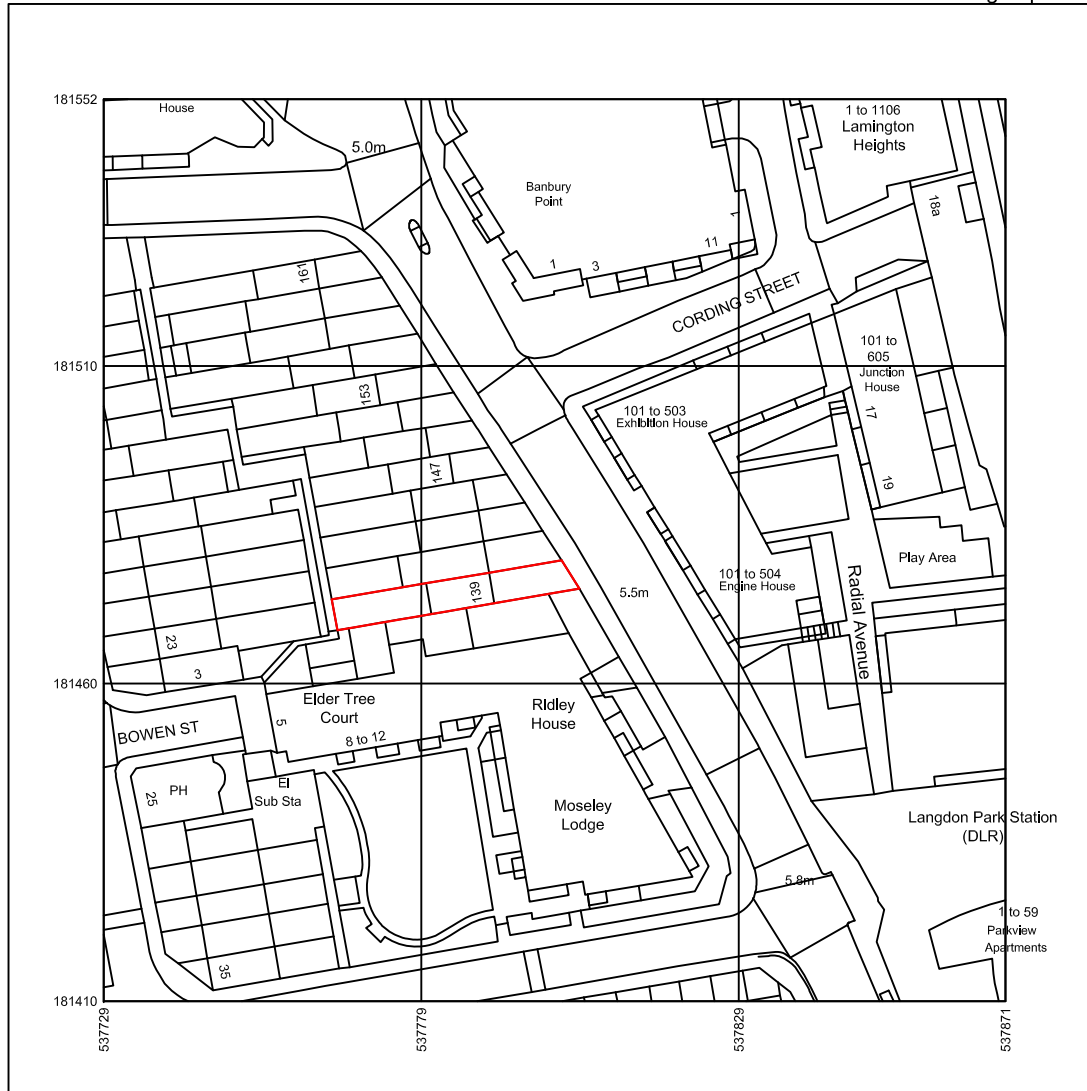 181552
House
5.0m
1 to 1106
Lamington
Heights
Banbury
Point
18a
1
11
1
3
161
CORDING STREET
181510
101 to
605
Junction
House
153
101 to 503
Exhibition House
17
147
19
Play Area
101 to 504
Engine House
Radial Avenue
139
5.5m
23
3
181460
Elder Tree
Court
RIdley
House
5
BOWEN ST
8 to 12
PH
25
El
Sub Sta
Moseley
Lodge
Langdon Park Station
(DLR)
5.8m
1 to 59
Parkview
Apartments
35
181410
537729
537779
537829
537871